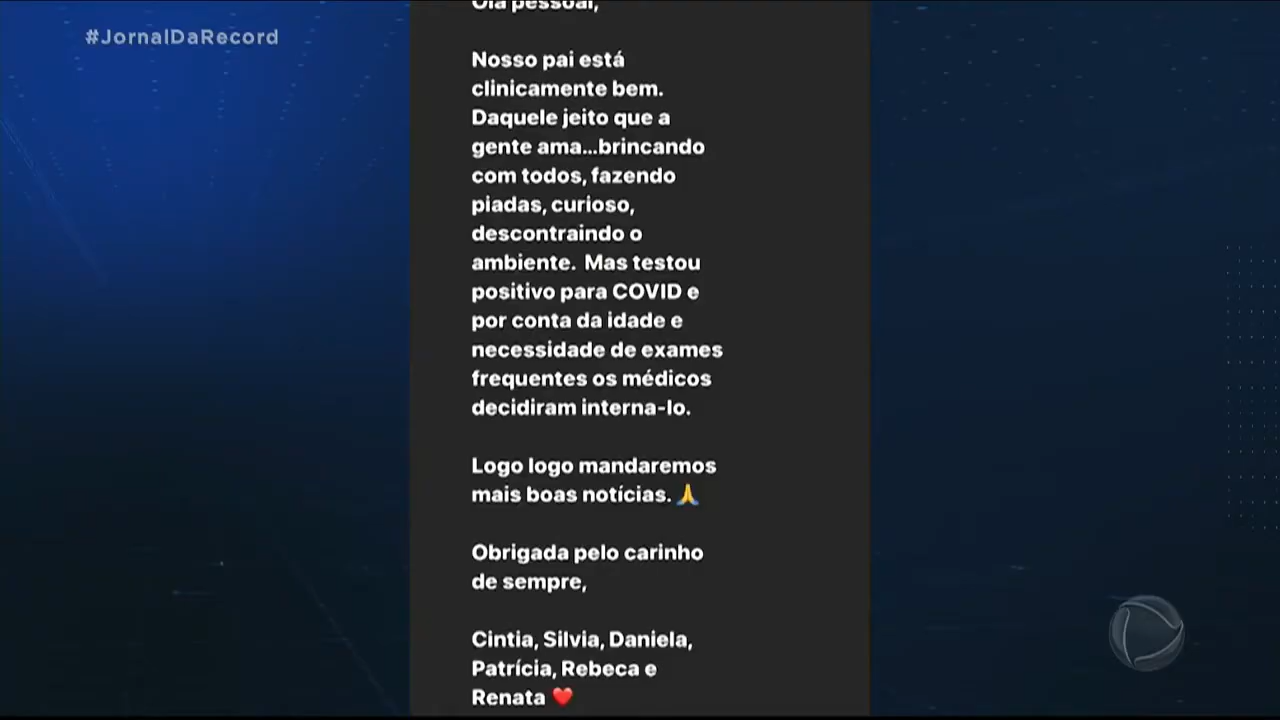 #JornalDaRecord
Olá pessoal,
Nosso pai está
clinicamente bem.
Daquele jeito que a
gente ama...brincando
com todos, fazendo
piadas, curioso,
descontraindo o
ambiente.  Mas testou
positivo para COVID e
por conta da idade e
necessidade de exames
frequentes os médicos
decidiram interna-lo.
Logo logo mandaremos
mais boas notícias. 🙏
Obrigada pelo carinho
de sempre,
Cintia, Silvia, Daniela,
Patrícia, Rebeca e
Renata ❤️